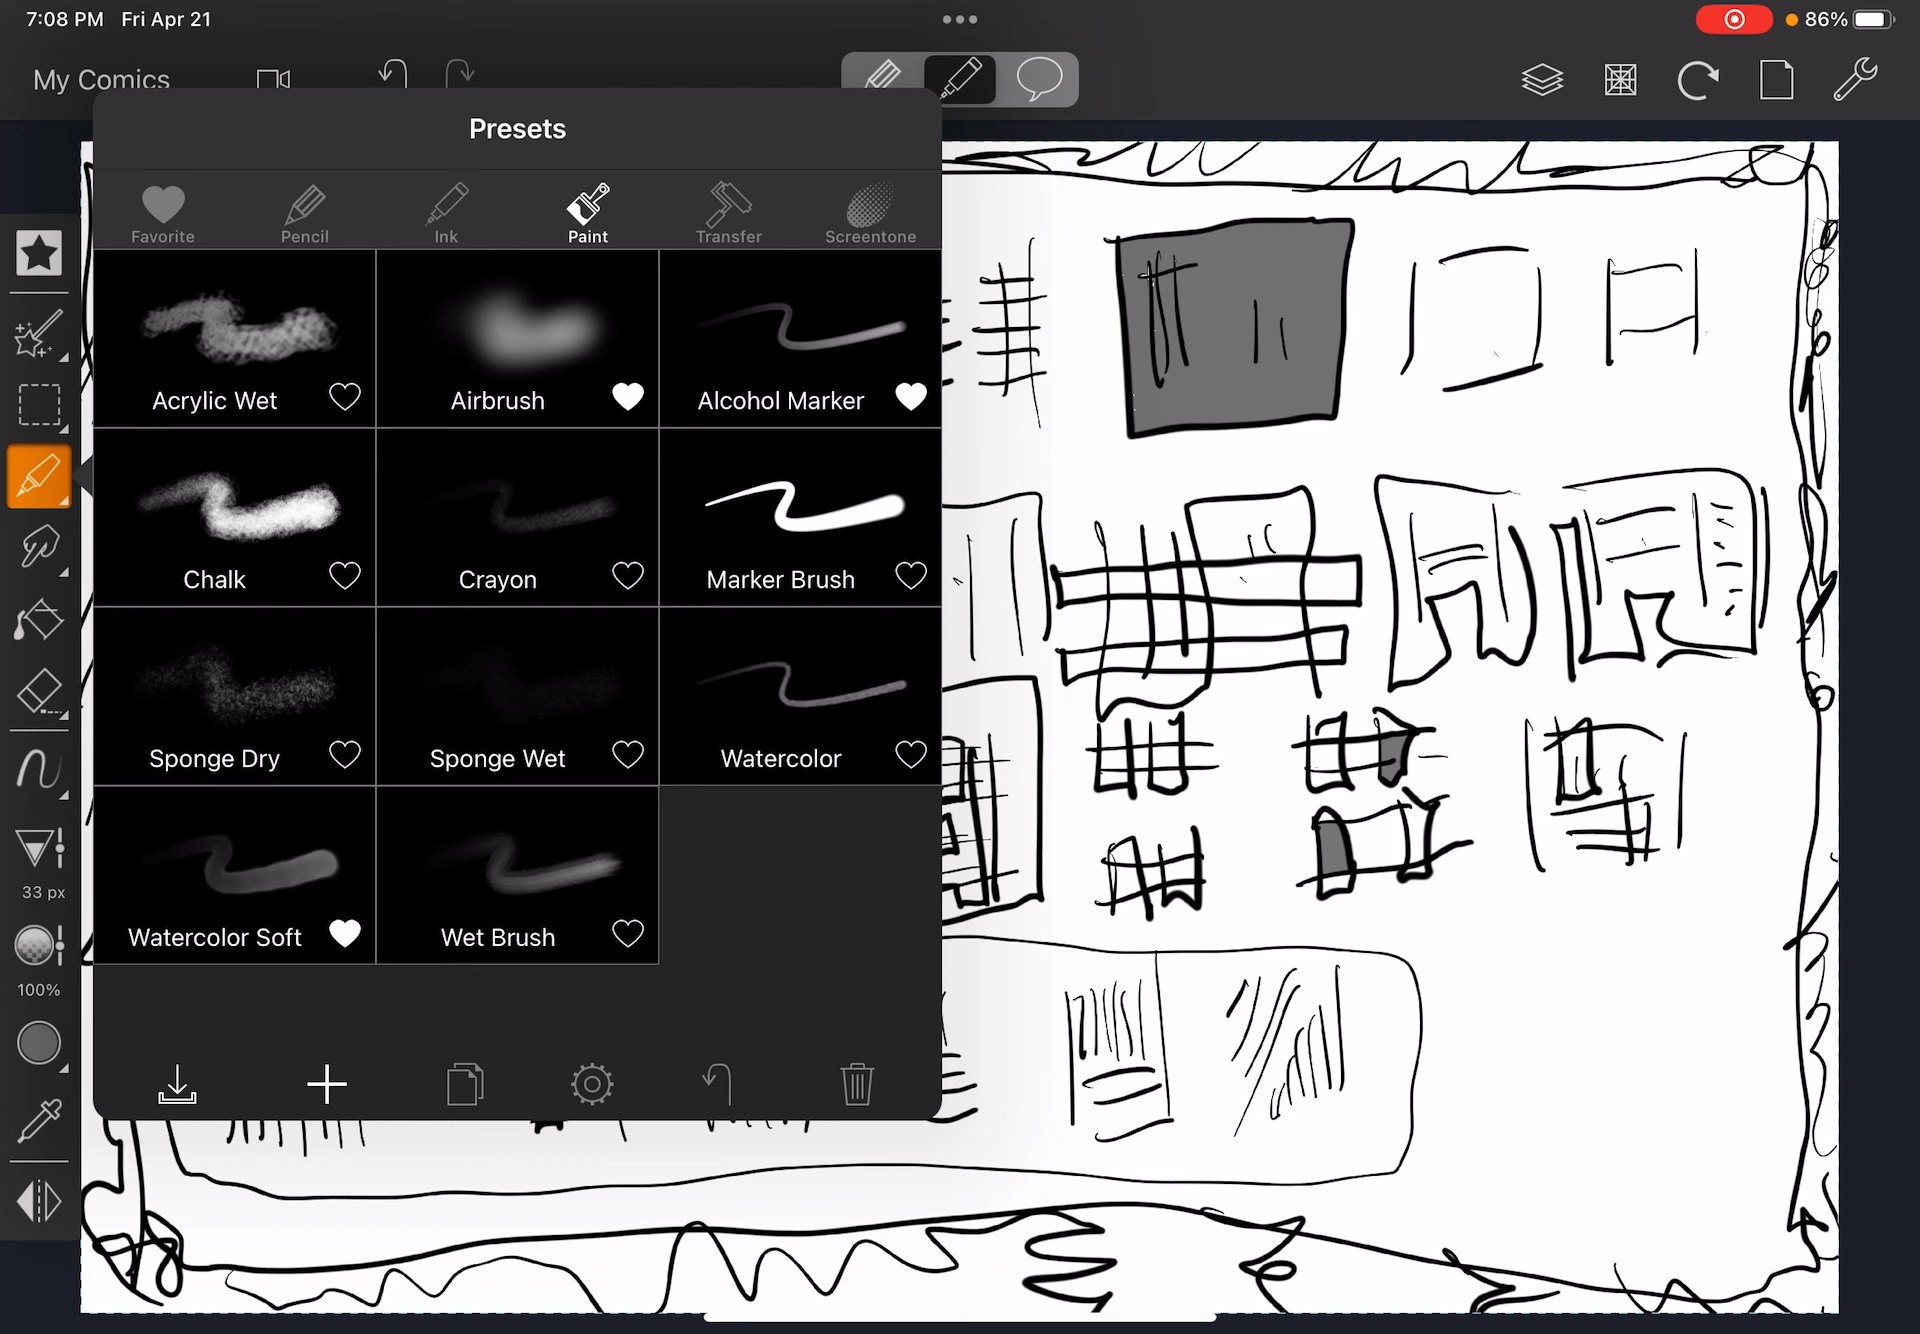 7:08 PM Fri Apr 21
86%
My Comics
Presets
Favorite Pencil Ink Paint Transfer Screentone
Acrylic Wet Airbrush Alcohol Marker
Chalk Crayon Marker Brush
Sponge Dry Sponge Wet Watercolor
33 px
Watercolor Soft Wet Brush
100%